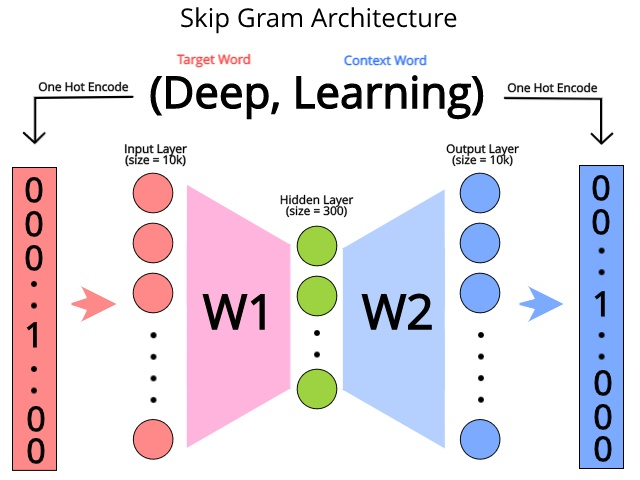 Skip Gram Architecture
Target Word
Context Word
One Hot Encode
(Deep, Learning)
One Hot Encode
Input Layer
(size = 10k)
Output Layer
(size = 10k)
Hidden Layer
(size = 300)
0
0
0
.
.
1
.
.
0
0
W1
W2
0
0
.
.
1
.
.
0
0
0